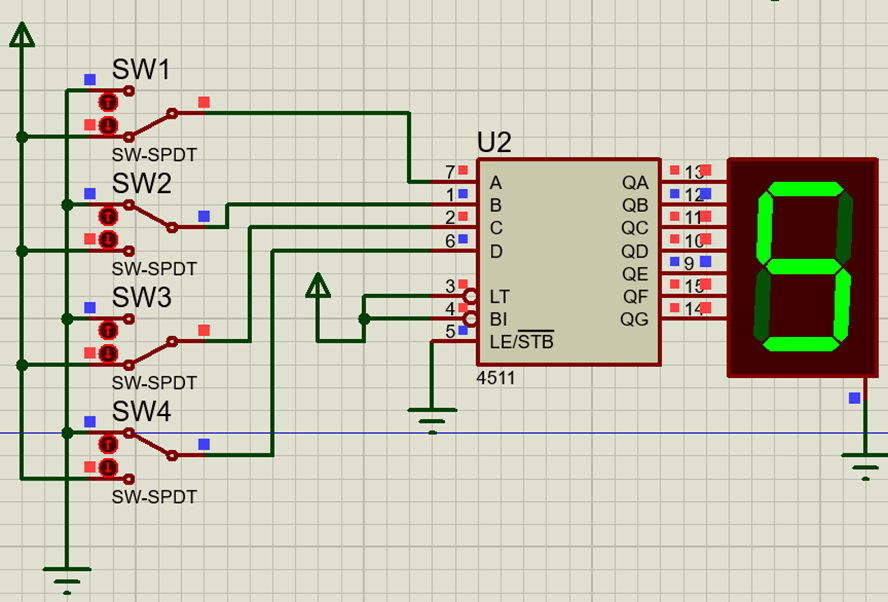 SW1
SW-SPDT
SW2
SW-SPDT
SW3
SW-SPDT
SW4
SW-SPDT
U2
7 A QA 13
1 B QB 12
2 C QC 11
6 D QD 10
QE 9
3 LT QF 15
4 BI QG 14
5 LE/STB
4511
5